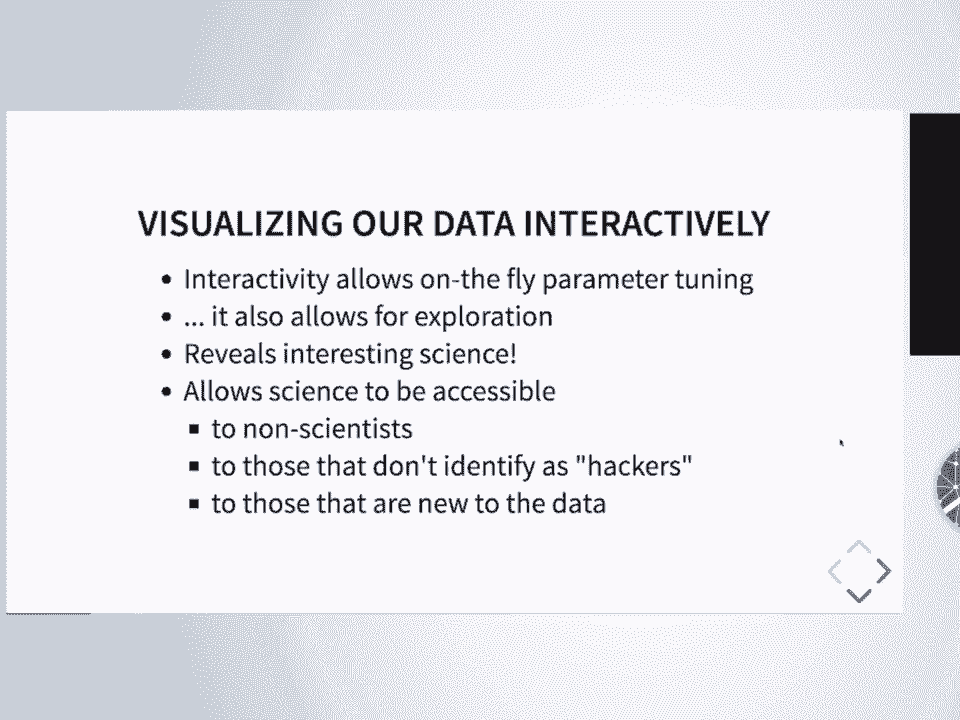 VISUALIZING OUR DATA INTERACTIVELY
• Interactivity allows on-the fly parameter tuning
• ... it also allows for exploration
• Reveals interesting science!
• Allows science to be accessible
▪ to non-scientists
▪ to those that don't identify as "hackers"
▪ to those that are new to the data